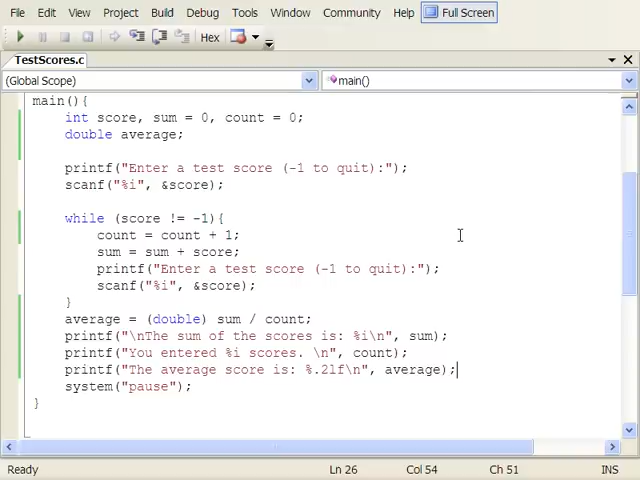 File Edit View Project Build Debug Tools Window Community Help Full Screen
Hex
TestScores.c
(Global Scope) main()
main(){
int score, sum = 0, count = 0;
double average;
printf("Enter a test score (-1 to quit):");
scanf("%i", &score);
while (score != -1){
count = count + 1;
sum = sum + score;
printf("Enter a test score (-1 to quit):");
scanf("%i", &score);
}
average = (double) sum / count;
printf("\nThe sum of the scores is: %i\n", sum);
printf("You entered %i scores. \n", count);
printf("The average score is: %.2lf\n", average);
system("pause");
}
Ready Ln 26 Col 54 Ch 51 INS